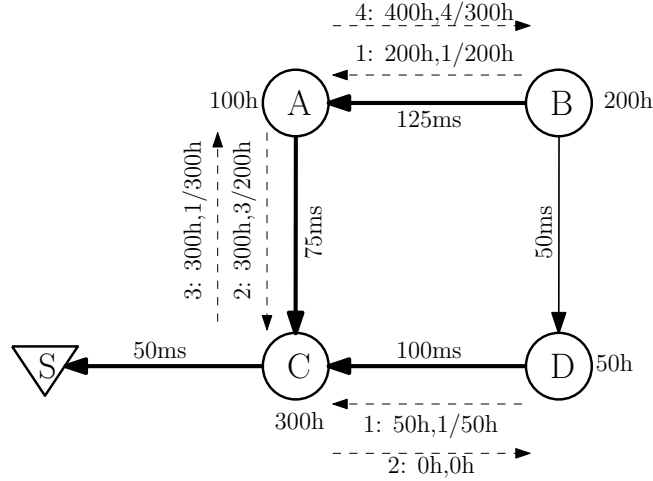 4: 400h,4/300h
1: 200h,1/200h
100h
A
B
200h
125ms
3: 300h,1/300h
2: 300h,3/200h
75ms
50ms
S
50ms
C
100ms
D
50h
300h
1: 50h,1/50h
2: 0h,0h